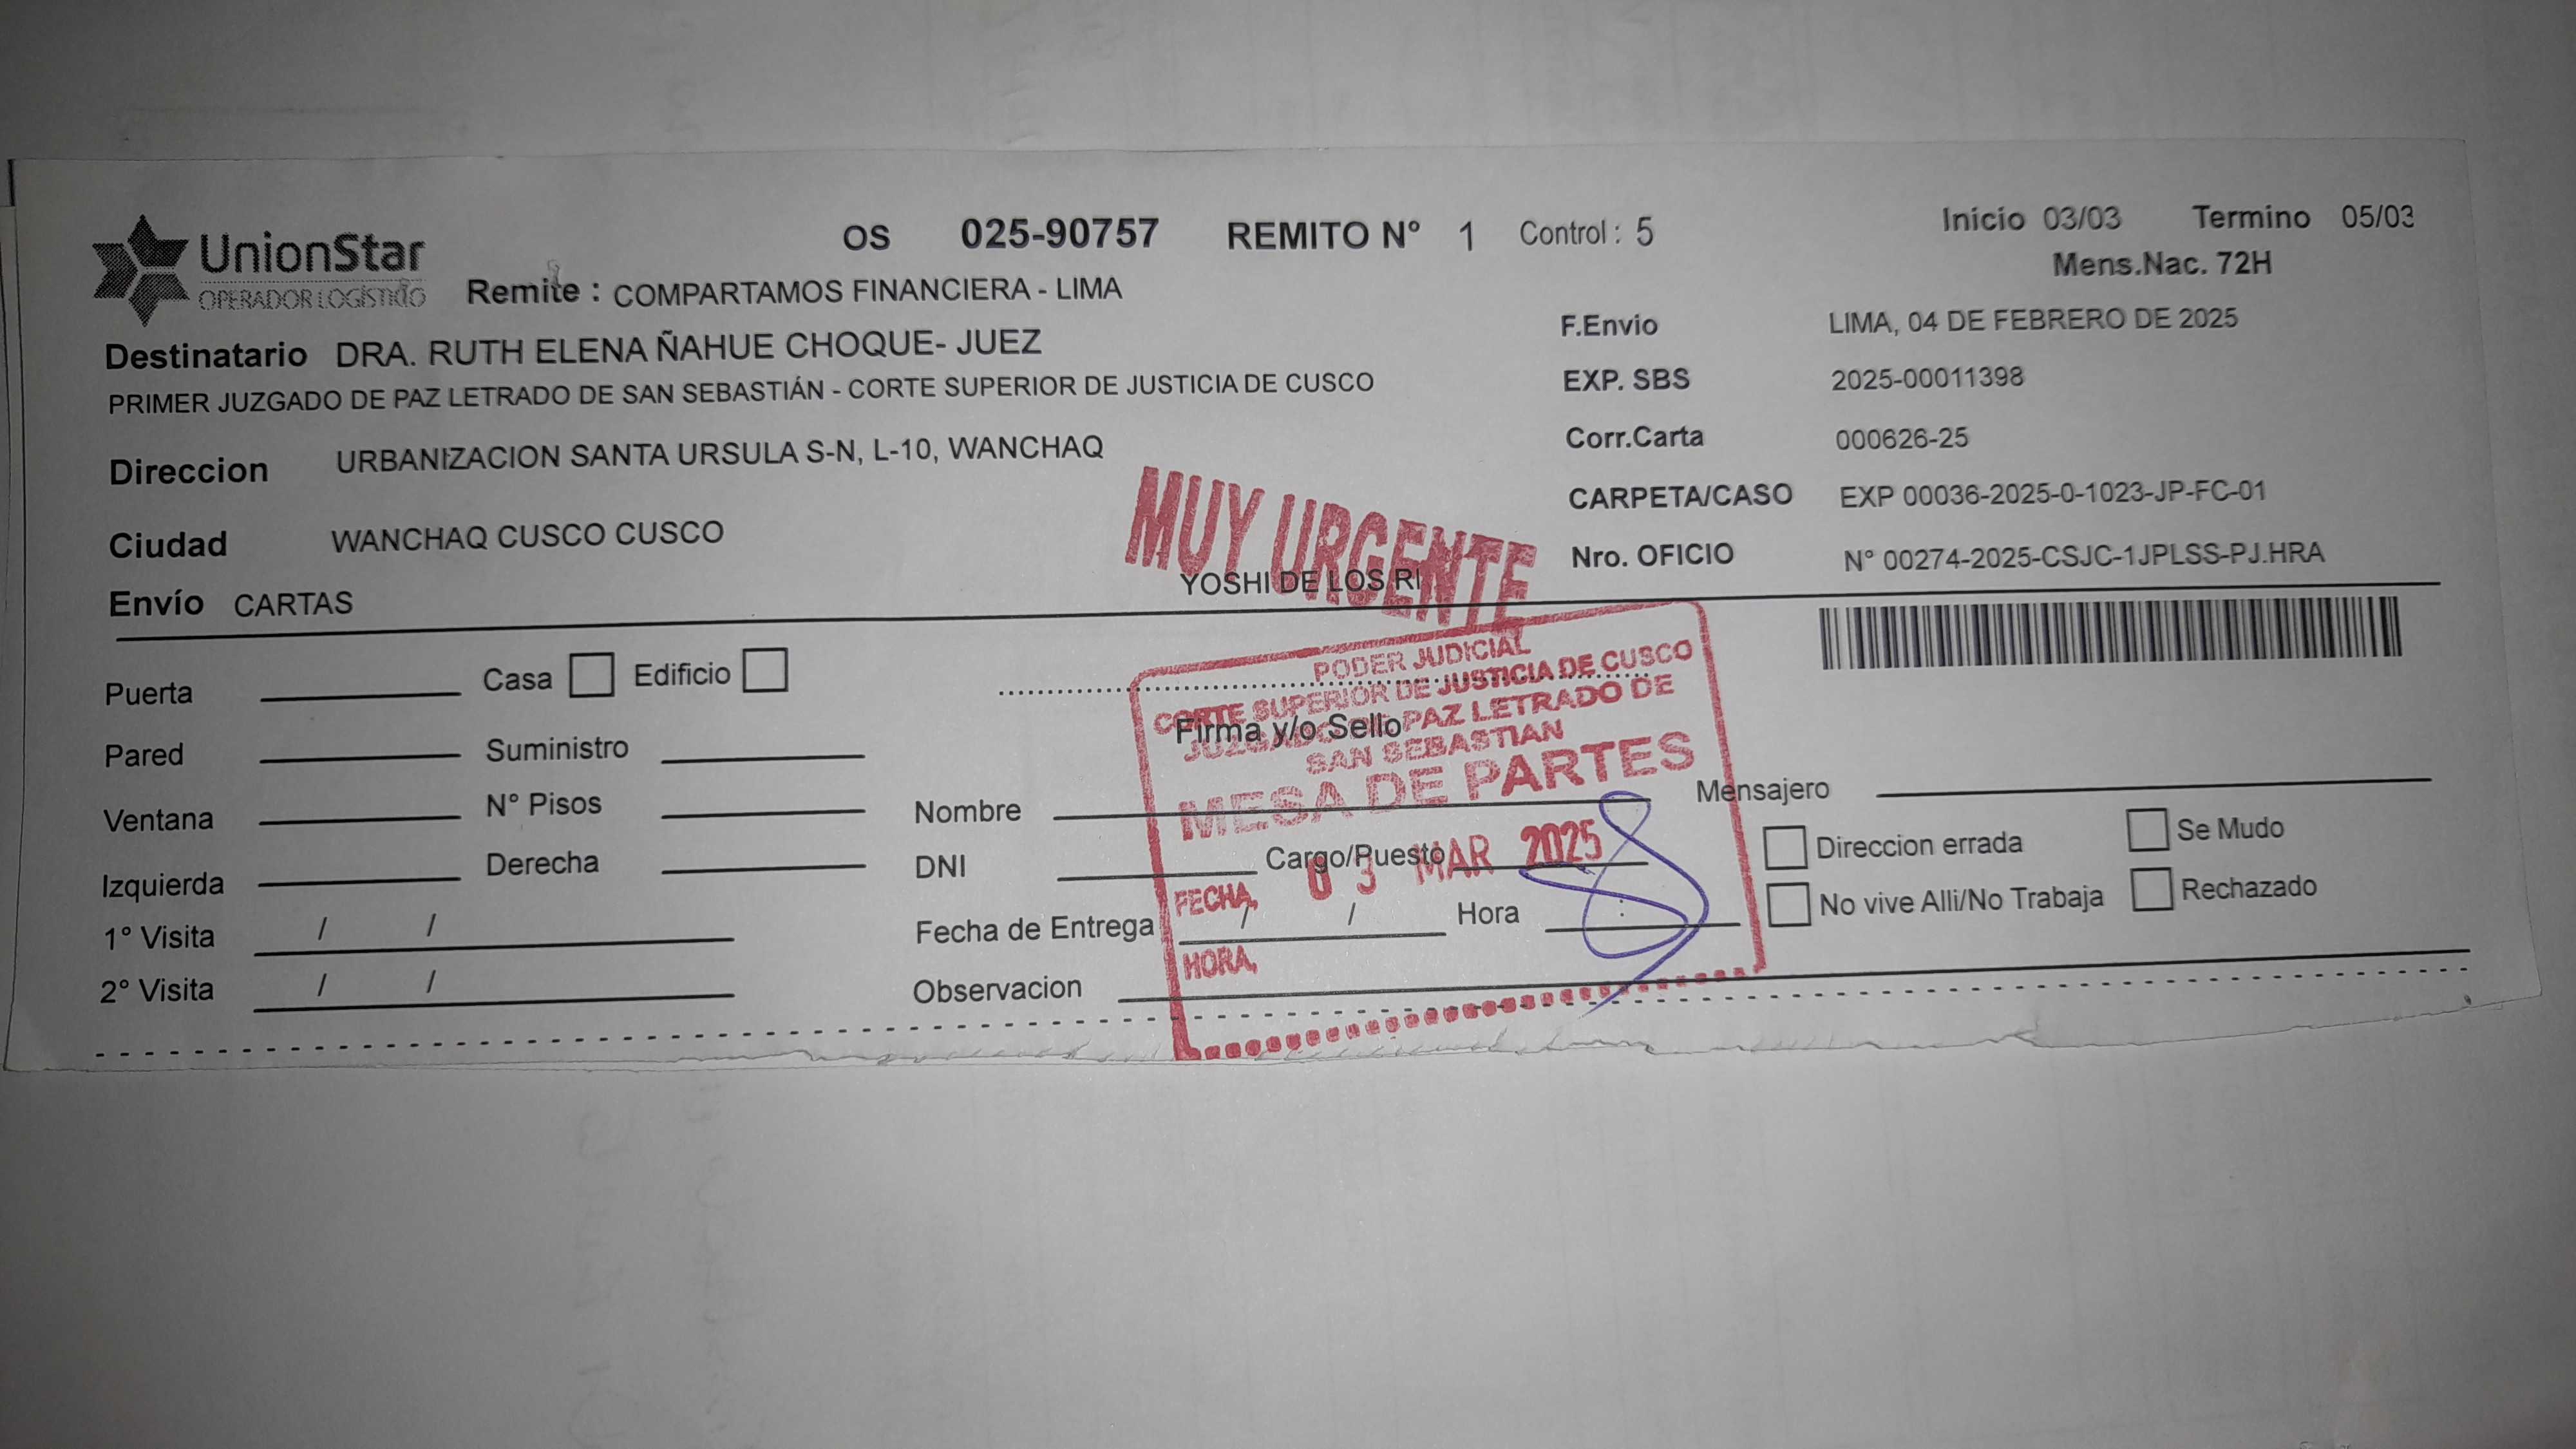 OS 025-90757 REMITO N° 1 Control : 5 Inicio 03/03 Termino 05/03
UnionStar
OPERADOR LOGÍSTICO
Mens.Nac. 72H
Remite : COMPARTAMOS FINANCIERA - LIMA
Destinatario DRA. RUTH ELENA ÑAHUE CHOQUE- JUEZ
PRIMER JUZGADO DE PAZ LETRADO DE SAN SEBASTIÁN - CORTE SUPERIOR DE JUSTICIA DE CUSCO
Direccion URBANIZACION SANTA URSULA S-N, L-10, WANCHAQ
Ciudad WANCHAQ CUSCO CUSCO
Envío CARTAS
F.Envio LIMA, 04 DE FEBRERO DE 2025
EXP. SBS 2025-00011398
Corr.Carta 000626-25
CARPETA/CASO EXP 00036-2025-0-1023-JP-FC-01
Nro. OFICIO N° 00274-2025-CSJC-1JPLSS-PJ.HRA
MUY URGENTE
YOSHI DE LOS RI
Puerta Casa Edificio
Pared Suministro
Ventana N° Pisos
Izquierda Derecha
1° Visita / /
2° Visita / /
Firma y/o Sello
Nombre
DNI Cargo/Puesto
Fecha de Entrega / / Hora :
Observacion
PODER JUDICIAL
CORTE SUPERIOR DE JUSTICIA DE CUSCO
JUZGADO DE PAZ LETRADO DE
SAN SEBASTIAN
MESA DE PARTES
03 MAR 2025
FECHA,
HORA,
Mensajero
Direccion errada Se Mudo
No vive Alli/No Trabaja Rechazado